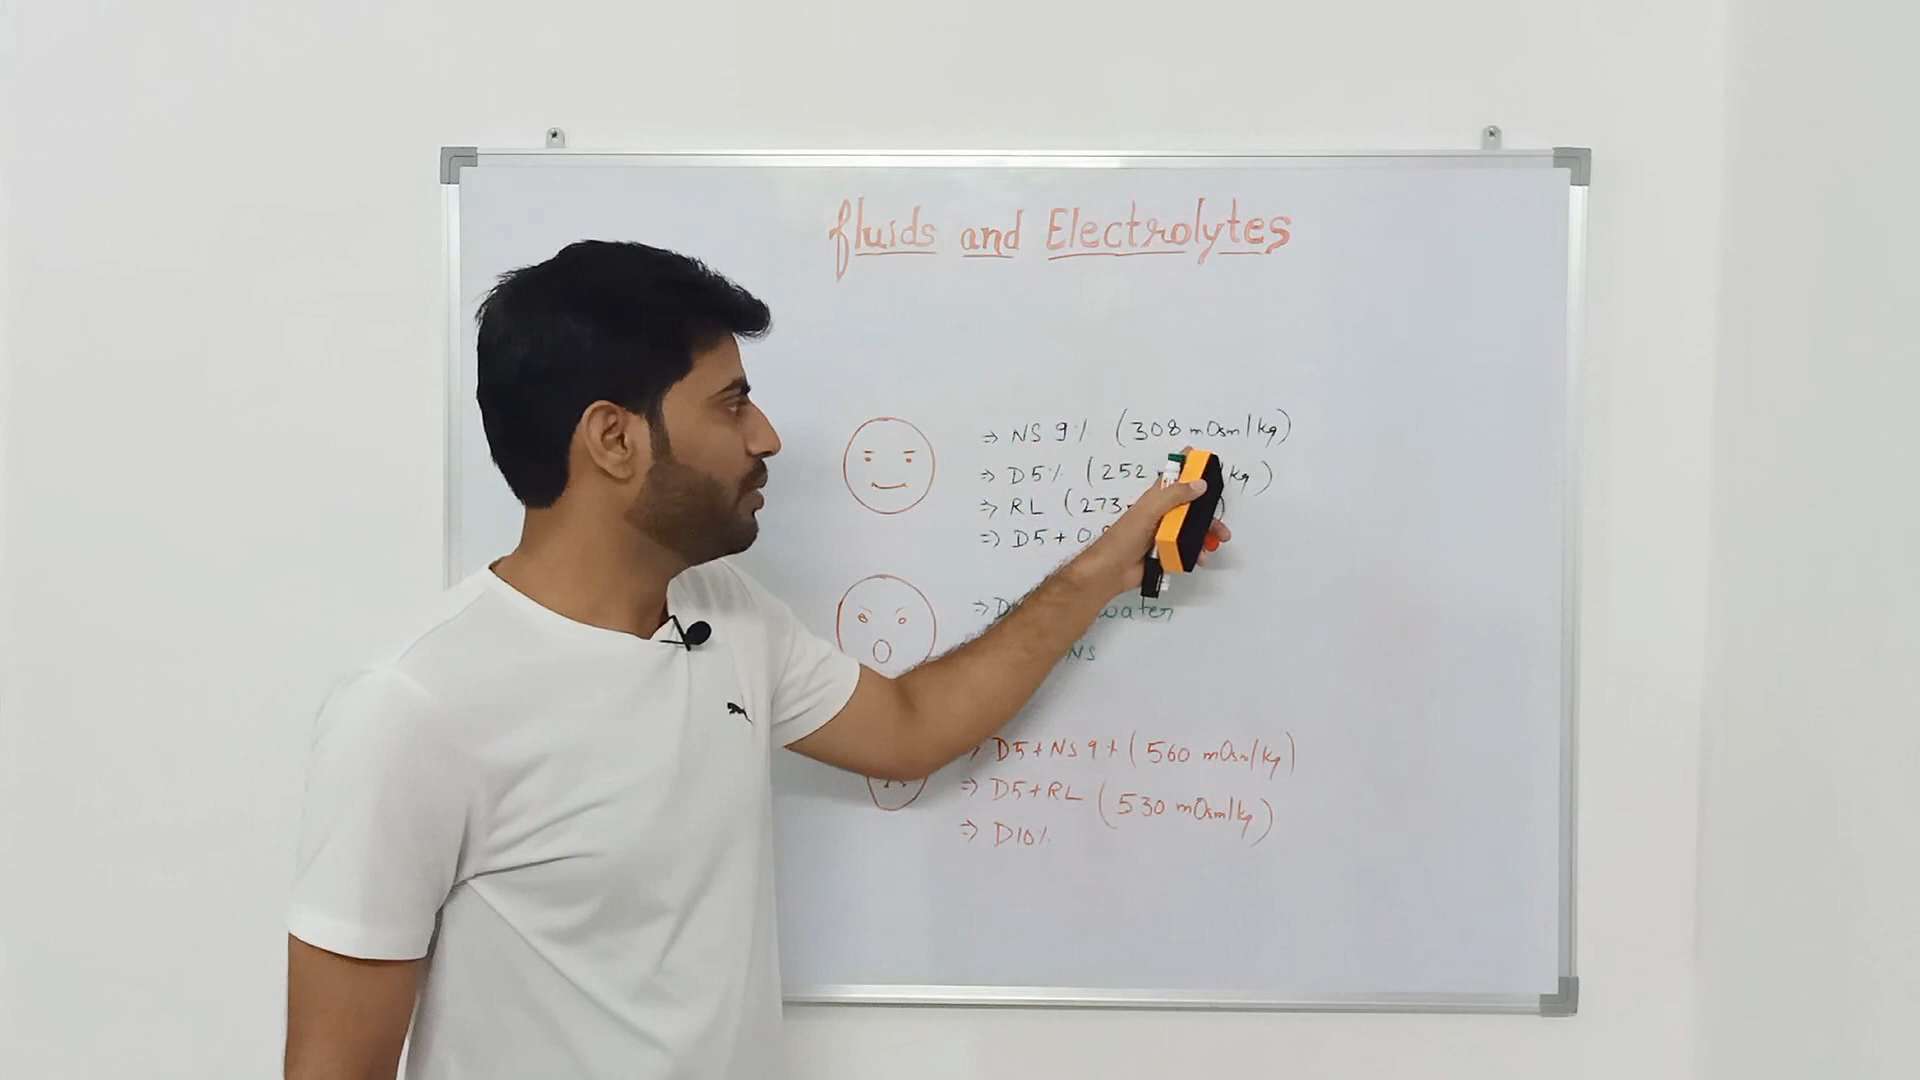 fluids and Electrolytes
⇒ NS 9% (308 mOsm/kg)
⇒ D5% (252 kg)
⇒ RL (273
⇒ D5 + 0.
⇒ water
NS
D5 + NS 9 + (560 mOsm/kg)
⇒ D5 + RL (530 mOsm/kg)
⇒ D10%